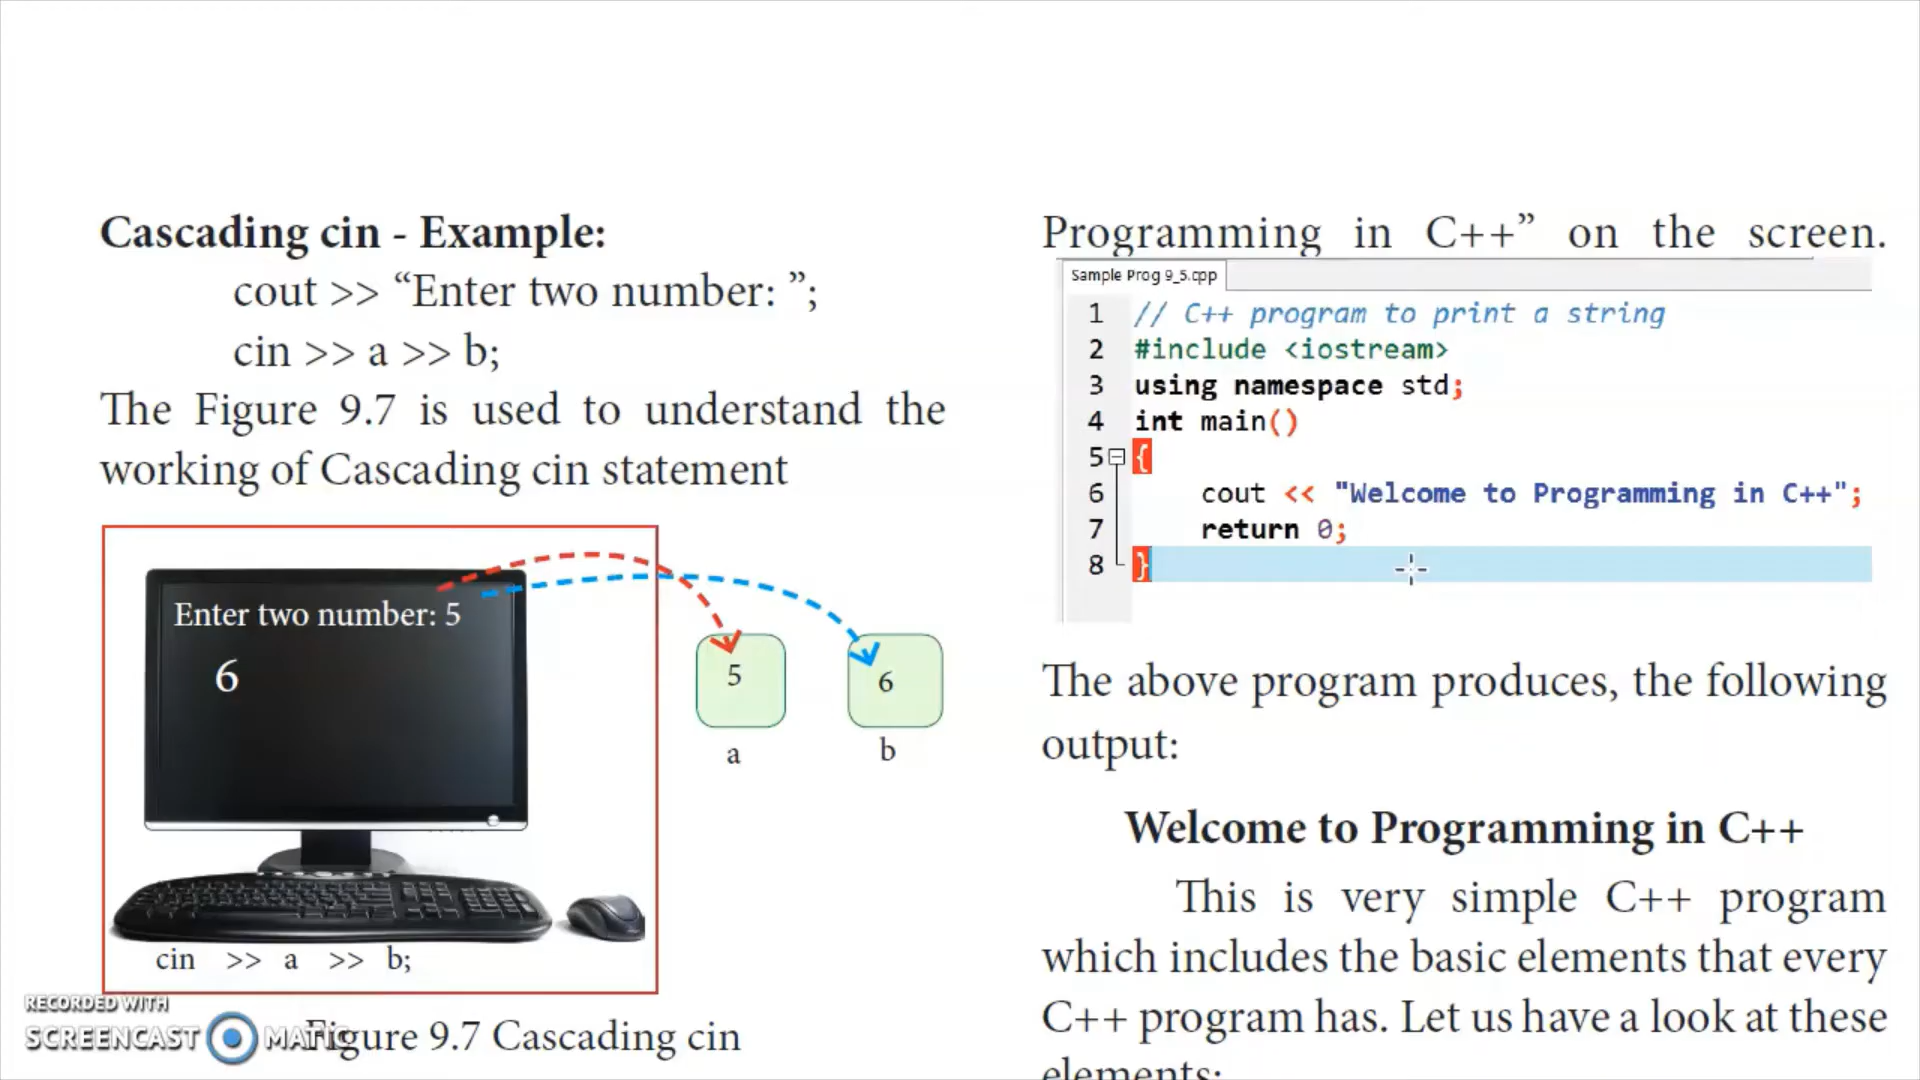 Cascading cin - Example:
cout >> “Enter two number: ”;
cin >> a >> b;
The Figure 9.7 is used to understand the
working of Cascading cin statement
Enter two number: 5
6
5
6
a
b
cin >> a >> b;
Figure 9.7 Cascading cin
RECORDED WITH
SCREENCAST MATIC
Programming in C++” on the screen.
Sample Prog 9_5.cpp
1 // C++ program to print a string
2 #include <iostream>
3 using namespace std;
4 int main()
5 {
6 cout << "Welcome to Programming in C++";
7 return 0;
8 }
The above program produces, the following
output:
Welcome to Programming in C++
This is very simple C++ program
which includes the basic elements that every
C++ program has. Let us have a look at these
elements: